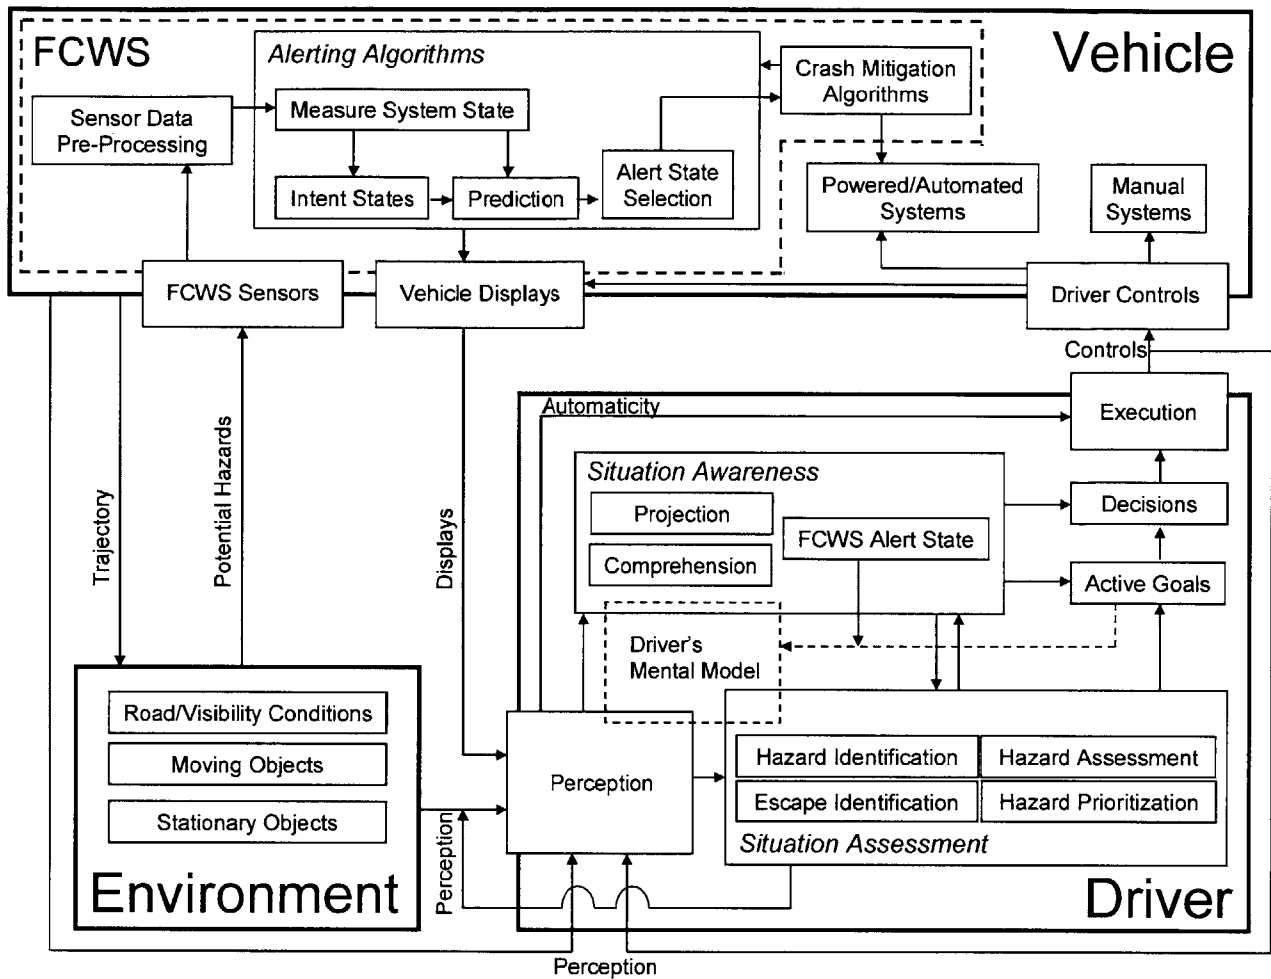 FCWS
Vehicle
Alerting Algorithms
Crash Mitigation
Algorithms
Sensor Data
Pre-Processing
Measure System State
Intent States
Prediction
Alert State
Selection
Powered/Automated
Systems
Manual
Systems
FCWS Sensors
Vehicle Displays
Driver Controls
Controls
Trajectory
Potential Hazards
Displays
Automaticity
Execution
Situation Awareness
Projection
Comprehension
FCWS Alert State
Decisions
Active Goals
Driver's
Mental Model
Road/Visibility Conditions
Moving Objects
Stationary Objects
Environment
Perception
Perception
Hazard Identification
Hazard Assessment
Escape Identification
Hazard Prioritization
Situation Assessment
Driver
Perception